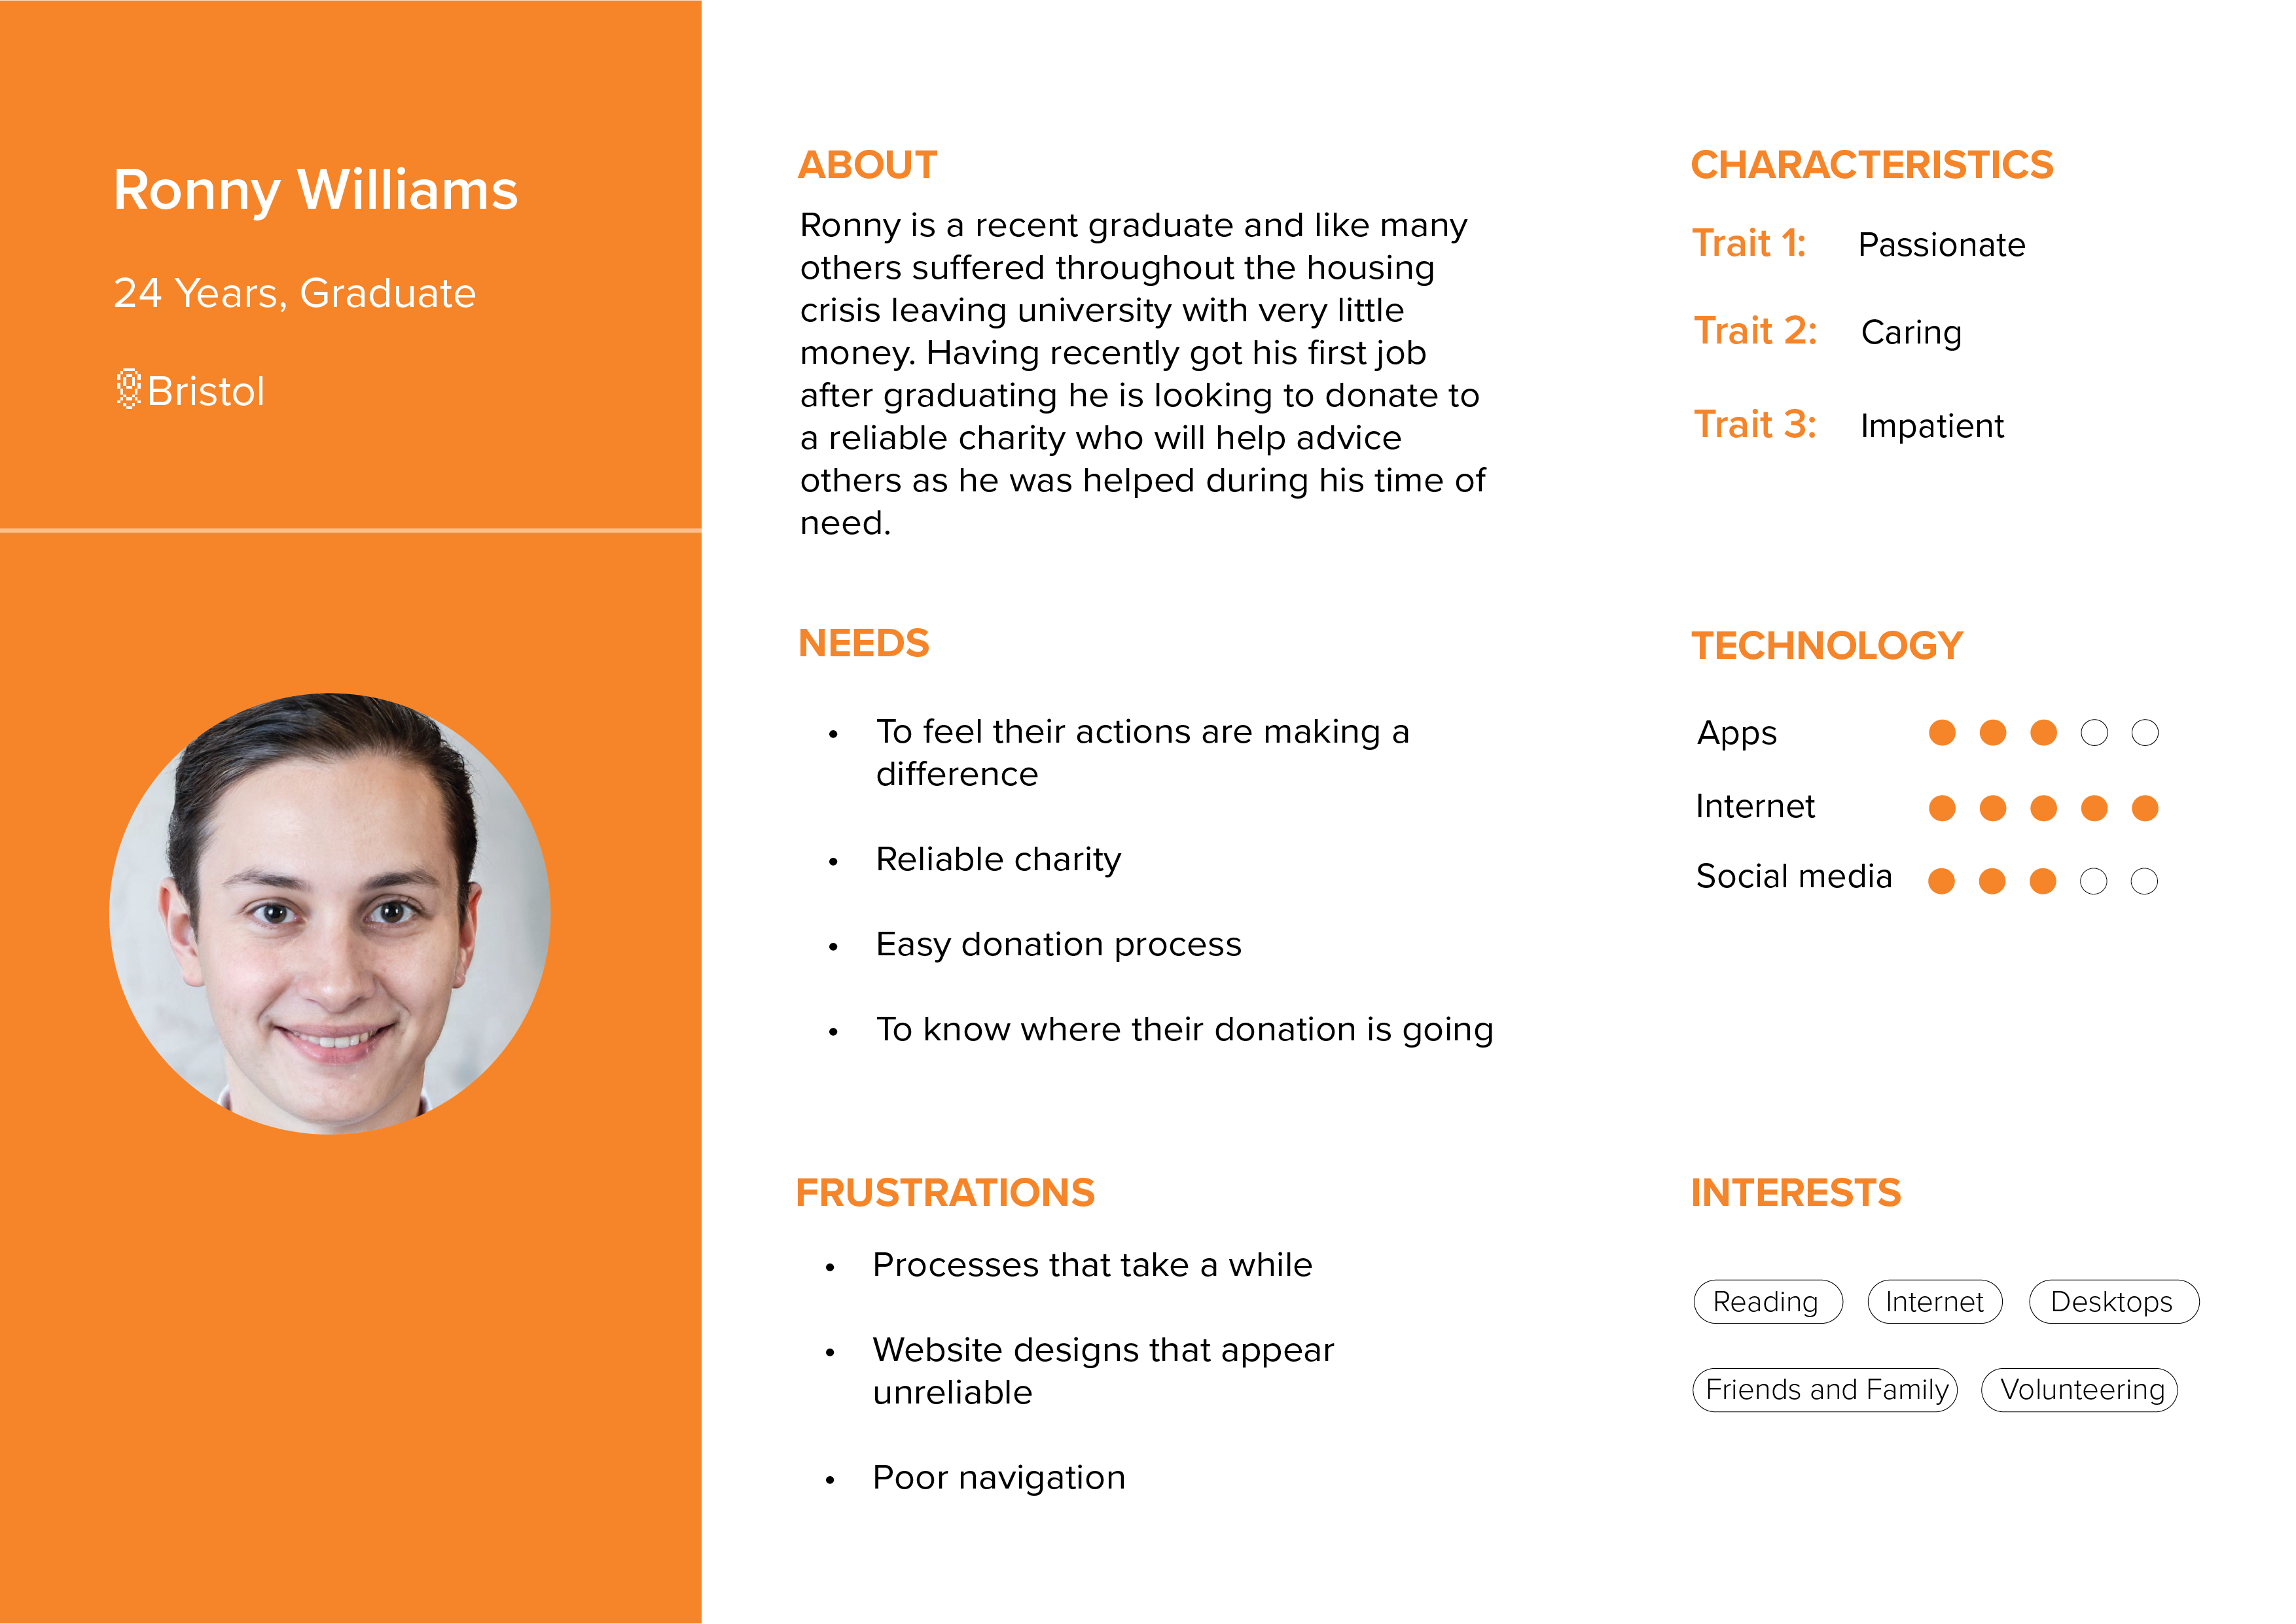 Ronny Williams
24 Years, Graduate
Bristol
ABOUT
Ronny is a recent graduate and like many
others suffered throughout the housing
crisis leaving university with very little
money. Having recently got his first job
after graduating he is looking to donate to
a reliable charity who will help advice
others as he was helped during his time of
need.
NEEDS
• To feel their actions are making a
difference
• Reliable charity
• Easy donation process
• To know where their donation is going
FRUSTRATIONS
• Processes that take a while
• Website designs that appear
unreliable
• Poor navigation
CHARACTERISTICS
Trait 1: Passionate
Trait 2: Caring
Trait 3: Impatient
TECHNOLOGY
Apps
Internet
Social media
INTERESTS
Reading Internet Desktops
Friends and Family Volunteering